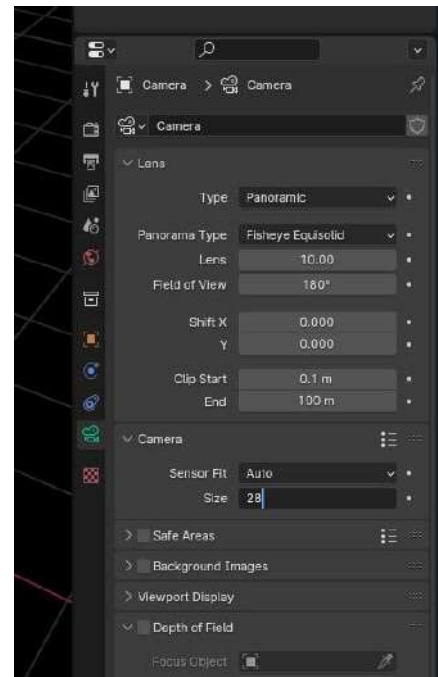 Camera > Camera
Camera
Lens
Type Panoramic
Panorama Type Fisheye Equisolid
Lens 10.00
Field of View 180°
Shift X 0.000
Y 0.000
Clip Start 0.1 m
End 100 m
Camera
Sensor Fit Auto
Size 28
Safe Areas
Background Images
Viewport Display
Depth of Field
Focus Object